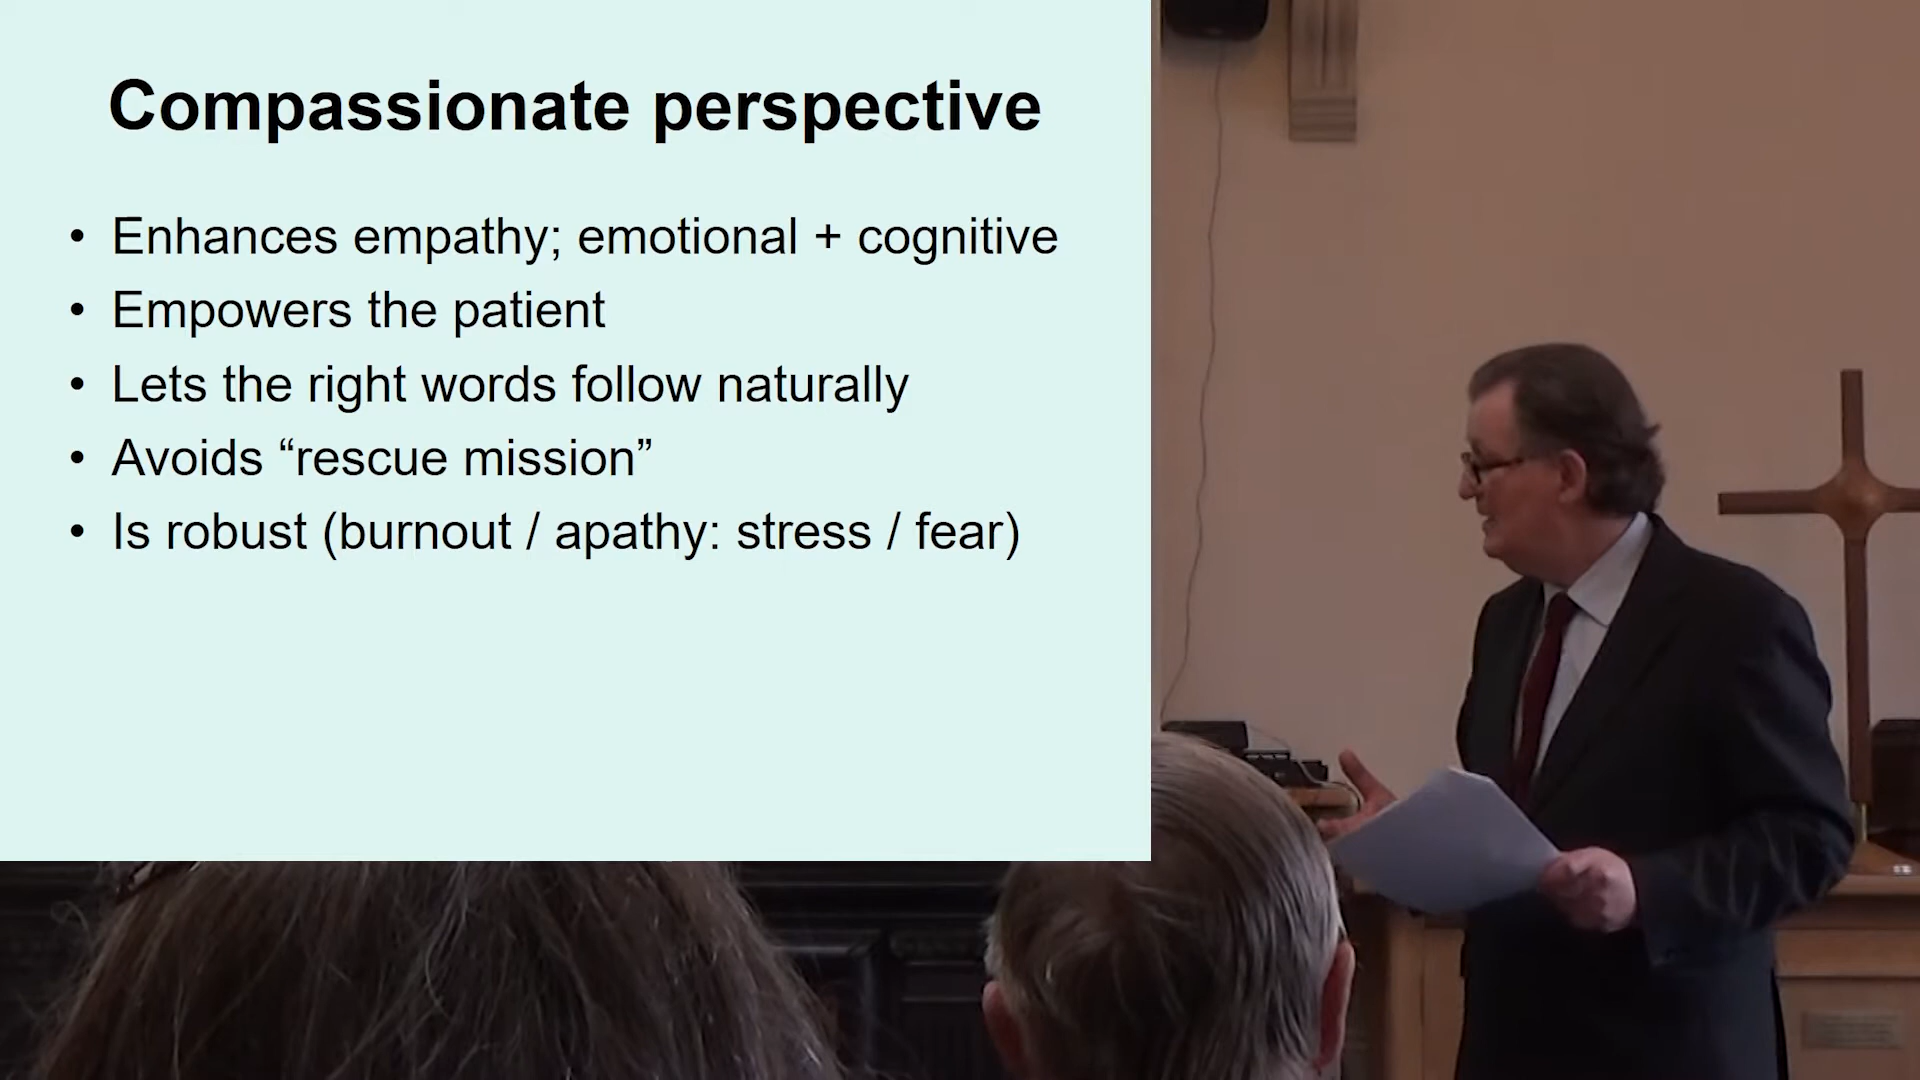 Compassionate perspective
• Enhances empathy; emotional + cognitive
• Empowers the patient
• Lets the right words follow naturally
• Avoids “rescue mission”
• Is robust (burnout / apathy: stress / fear)